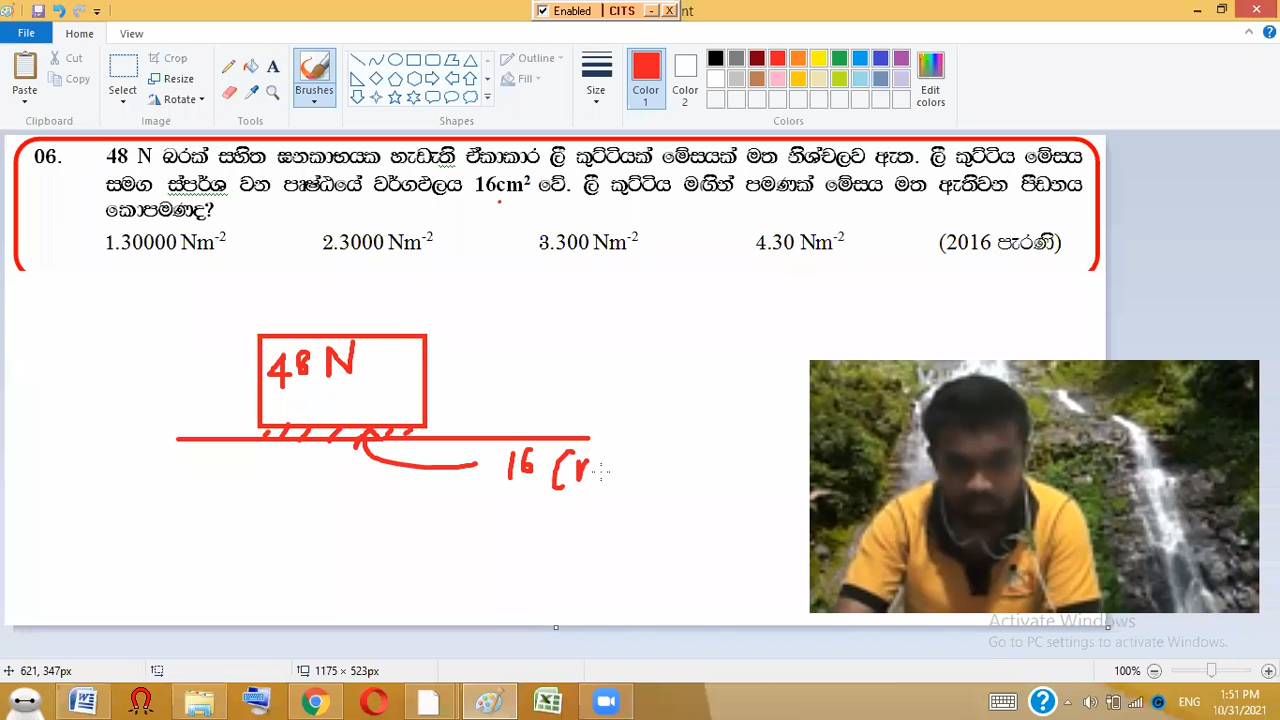 Enabled | CITS nt
File Home View
Cut
Copy
Paste
Clipboard
Select
Crop
Resize
Rotate
Image
Tools
Brushes
Outline
Fill
Shapes
Size
Color 1
Color 2
Edit colors
Colors
06. 48 N බරක් සහිත ඝනකාභයක හැඩැති ඒකාකාර ලී කුට්ටියක් මේසයක් මත නිශ්චලව ඇත. ලී කුට්ටිය මේසය
සමග ස්පර්ශ වන පෘෂ්ඨයේ වර්ගඵලය 16cm² වේ. ලී කුට්ටිය මඟින් පමණක් මේසය මත ඇතිවන පීඩනය
කොපමණද?
1.30000 Nm⁻² 2.3000 Nm⁻² 3.300 Nm⁻² 4.30 Nm⁻² (2016 පැරණි)
48 N
16
Activate Windows
Go to PC settings to activate Windows.
621, 347px
1175 × 523px
100%
ENG
1:51 PM
10/31/2021